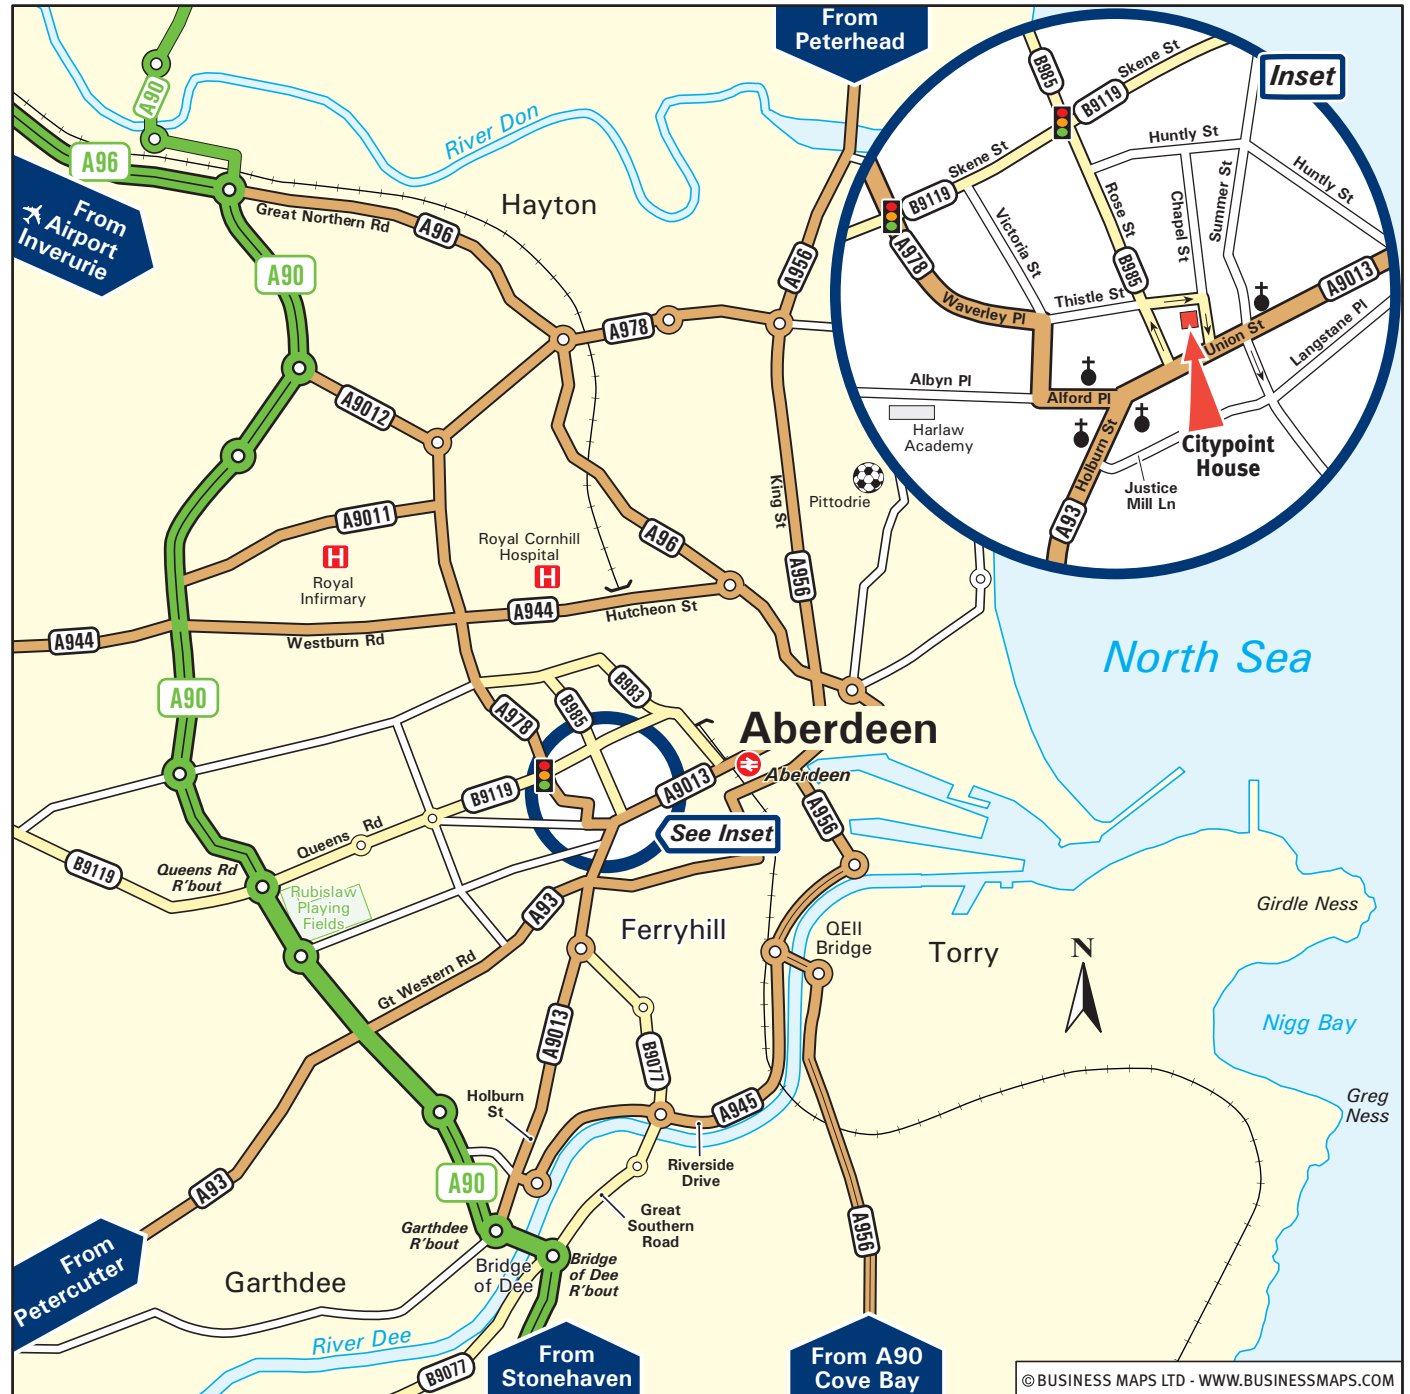 From
Peterhead
Inset
B985
Skene St
B9119
Huntly St
Skene St
B9119
Huntly St
Rose St
Chapel St
Summer St
Victoria St
A978
B985
A9013
Thistle St
Waverley Pl
Union St
Langstane Pl
Albyn Pl
Alford Pl
Harlaw
Academy
Holburn St
Citypoint
House
Justice
Mill Ln
A93
A90
A96
River Don
From
Airport
Inverurie
Hayton
Great Northern Rd
A96
A90
A956
A978
A9012
King St
Pittodrie
A9011
Royal Cornhill
Hospital
H
A96
H
Royal
Infirmary
A956
A944
Hutcheon St
A944
Westburn Rd
North Sea
A90
B983
B985
A978
Aberdeen
Aberdeen
A9013
B9119
A956
See Inset
Queens Rd
B9119
Queens Rd
R'bout
Rubislaw
Playing
Fields
A93
Ferryhill
QEII
Bridge
Torry
Girdle Ness
N
Gt Western Rd
Nigg Bay
A9013
B9077
Greg
Ness
Holburn
St
A945
Riverside
Drive
A93
A90
Great
Southern
Road
A956
Garthdee
R'bout
Bridge
of Dee
Bridge
of Dee
R'bout
From
Petercutter
Garthdee
River Dee
B9077
From
Stonehaven
From A90
Cove Bay
© BUSINESS MAPS LTD - WWW.BUSINESSMAPS.COM